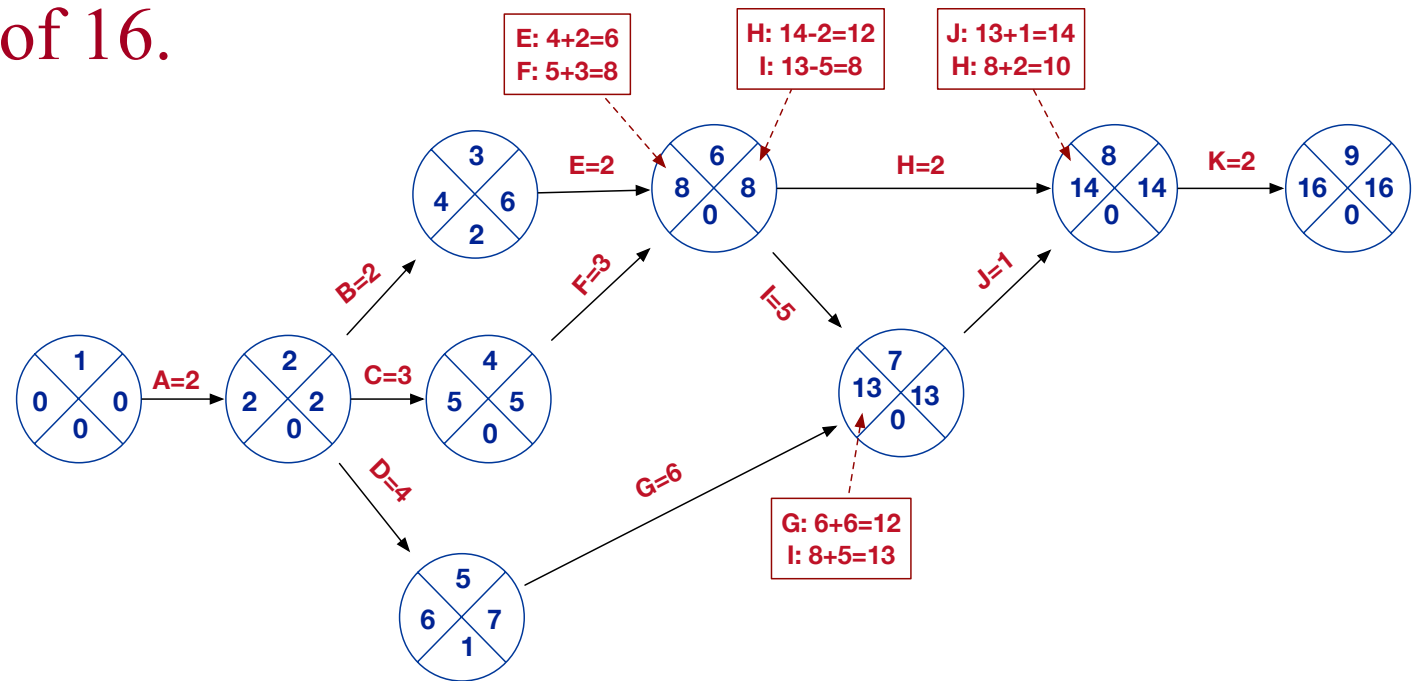 of 16.
E: 4+2=6
F: 5+3=8
H: 14-2=12
I: 13-5=8
J: 13+1=14
H: 8+2=10
3
4 6
2
E=2
6
8 8
0
H=2
8
14 14
0
K=2
9
16 16
0
B=2
F=3
I=5
J=1
1
0 0
0
A=2
2
2 2
0
C=3
4
5 5
0
7
13 13
0
D=4
G=6
G: 6+6=12
I: 8+5=13
5
6 7
1